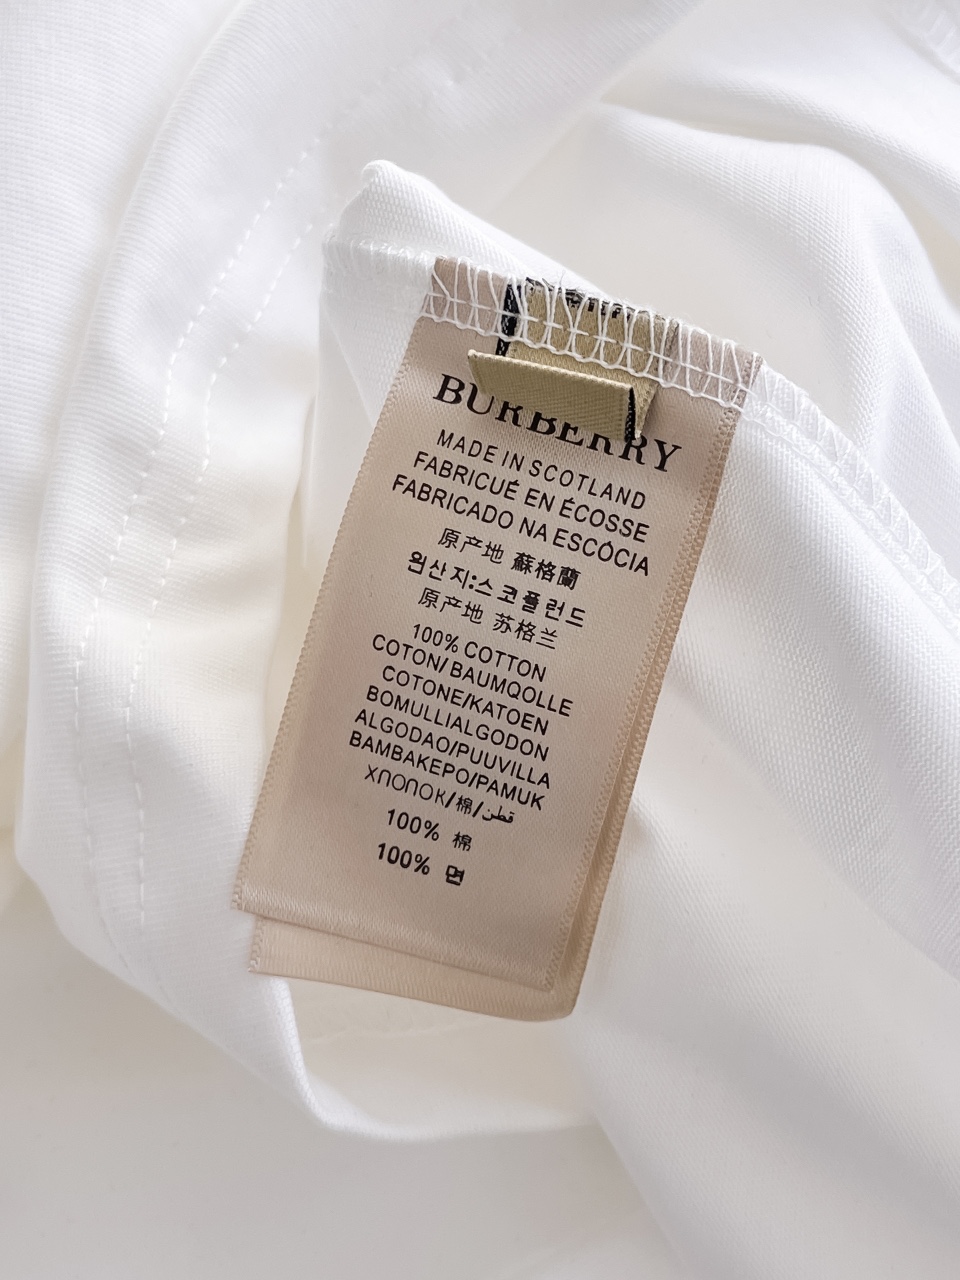 BURBERRY
MADE IN SCOTLAND
FABRICUÉ EN ÉCOSSE
FABRICADO NA ESCÓCIA
原产地 蘇格蘭
원산지:스코틀런드
原产地 苏格兰
100% COTTON
COTON/BAUMQOLLE
COTONE/KATOEN
BOMULLIALGODON
ALGODAO/PUUVILLA
BAMBAKEPO/PAMUK
XΠOΠOK/棉/قطن
100% 棉
100% 면